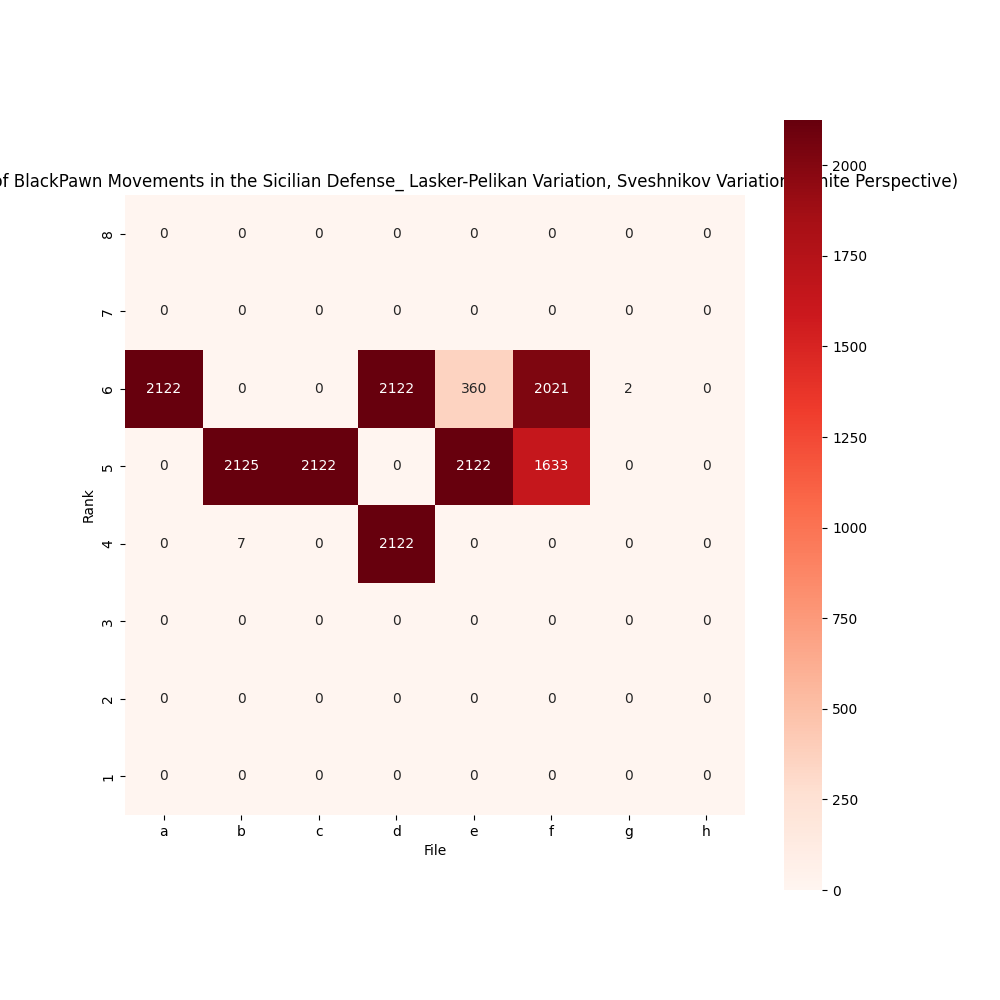 of BlackPawn Movements in the Sicilian Defense_ Lasker-Pelikan Variation, Sveshnikov Variation hite Perspective)
8 0 0 0 0 0 0 0 0
7 0 0 0 0 0 0 0 0
6 2122 0 0 2122 360 2021 2 0
5 0 2125 2122 0 2122 1633 0 0
4 0 7 0 2122 0 0 0 0
3 0 0 0 0 0 0 0 0
2 0 0 0 0 0 0 0 0
1 0 0 0 0 0 0 0 0
a b c d e f g h
File
Rank
2000
1750
1500
1250
1000
750
500
250
0